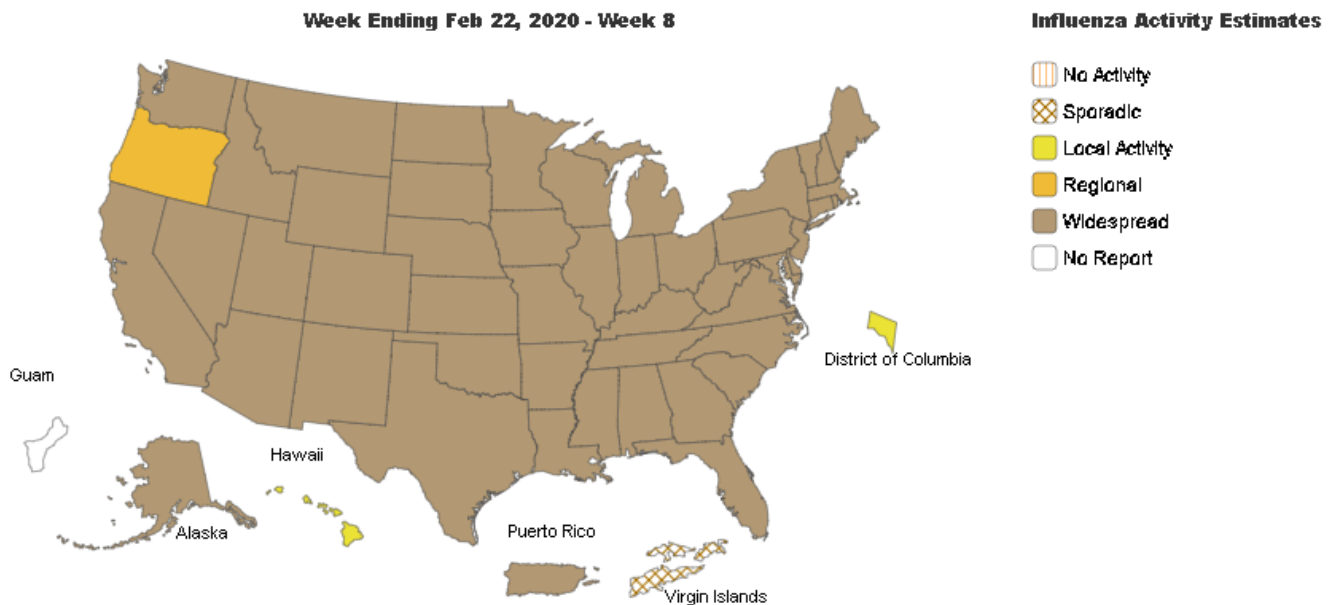 Week Ending Feb 22, 2020 - Week 8
Influenza Activity Estimates
No Activity
Sporadic
Local Activity
Regional
Widespread
No Report
District of Columbia
Guam
Hawaii
Alaska
Puerto Rico
Virgin Islands